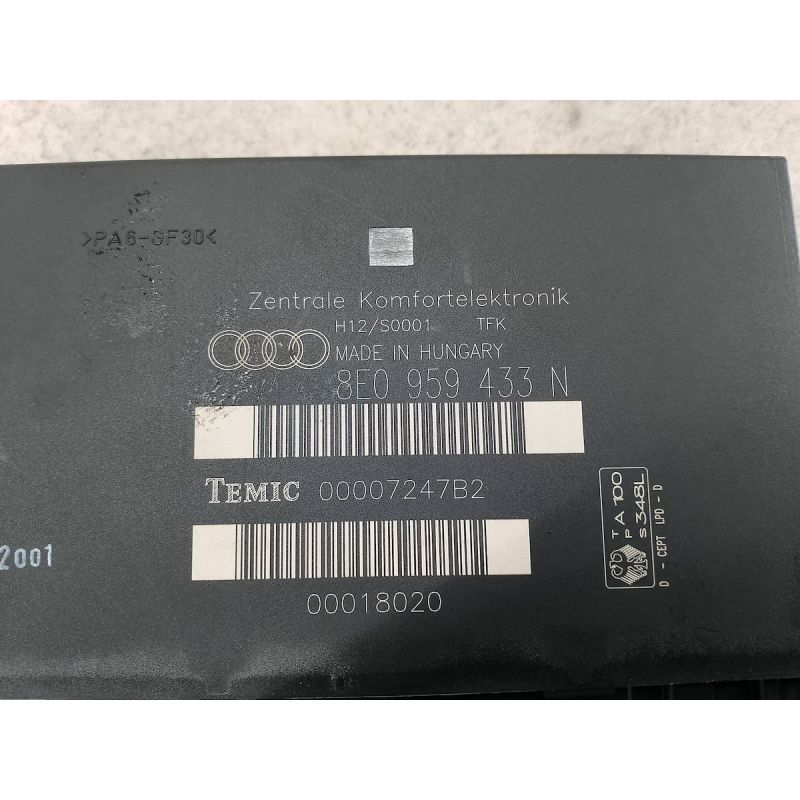 >PA6-GF30<
Zentrale Komfortelektronik
H12/S0001 TFK
MADE IN HUNGARY
8E0 959 433 N
TEMIC 00007247B2
00018020
2001
TA 100
P
S 348L
D - CEPT LPD - D